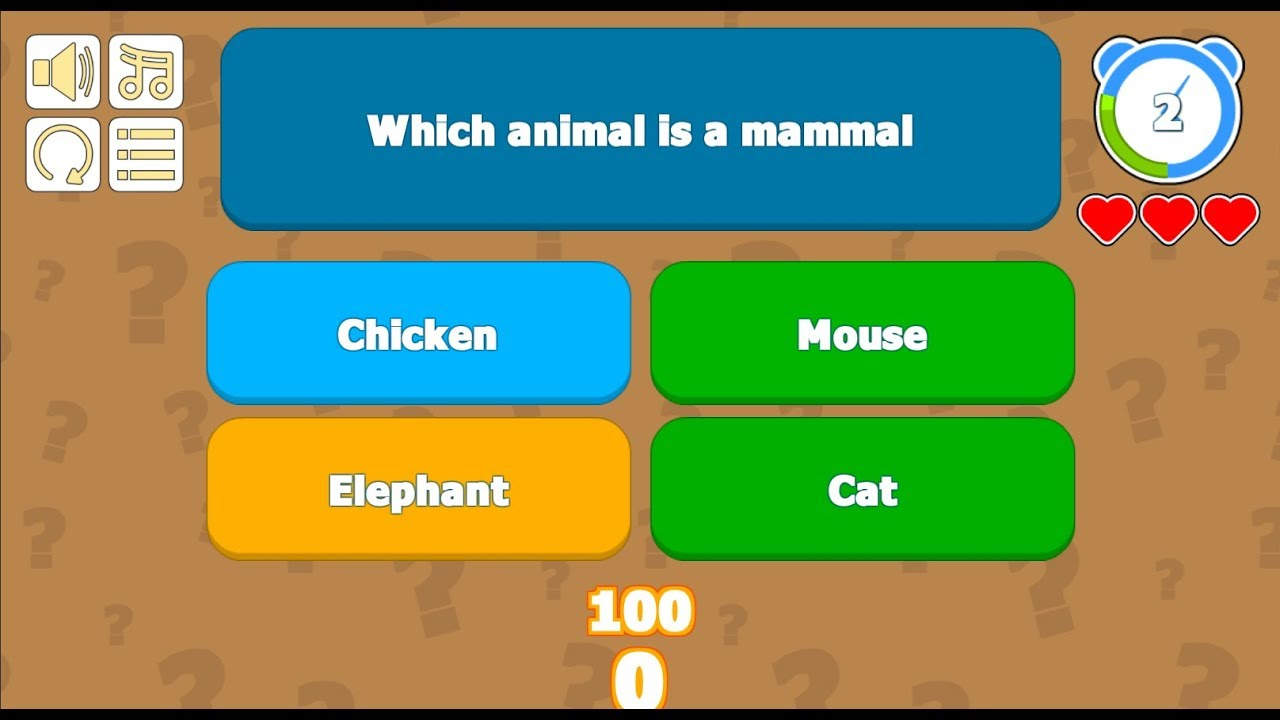 Which animal is a mammal
2
Chicken
Mouse
Elephant
Cat
100
0